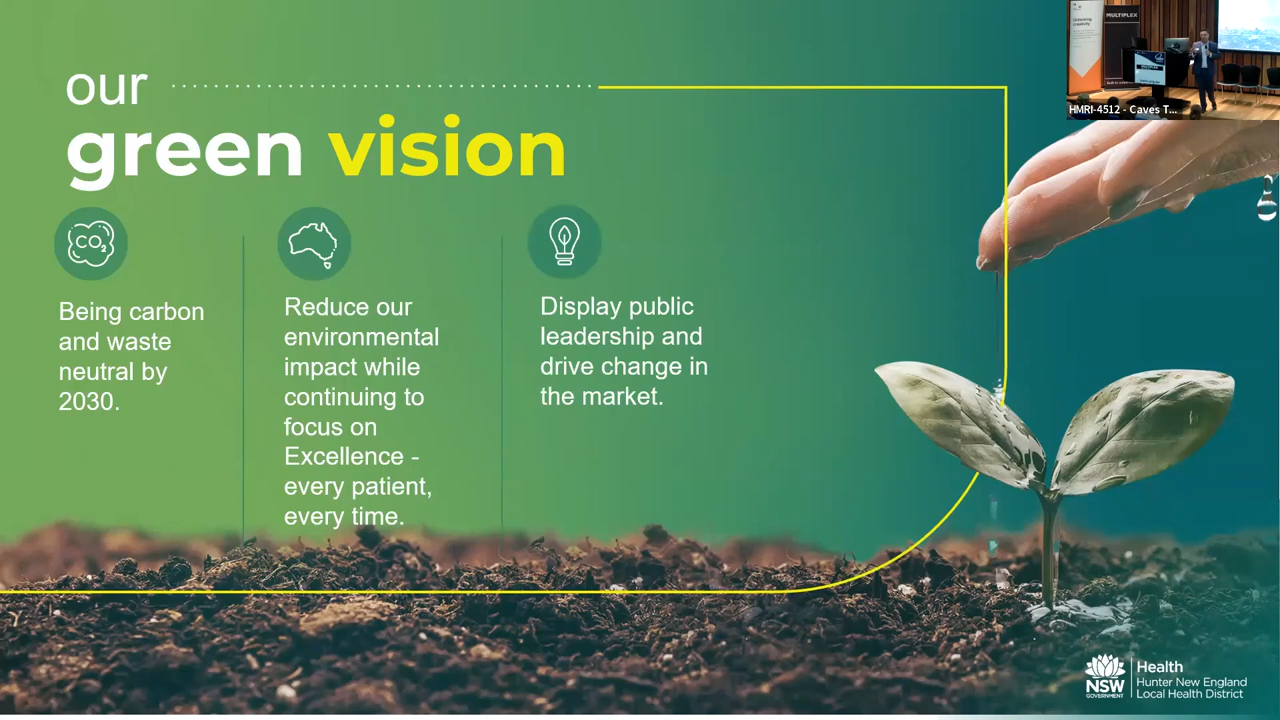 our
green vision
CO₂
Being carbon
and waste
neutral by
2030.
Reduce our
environmental
impact while
continuing to
focus on
Excellence -
every patient,
every time.
Display public
leadership and
drive change in
the market.
MULTIPLEX
HMRI-4512 - Caves T...
NSW
GOVERNMENT
Health
Hunter New England
Local Health District